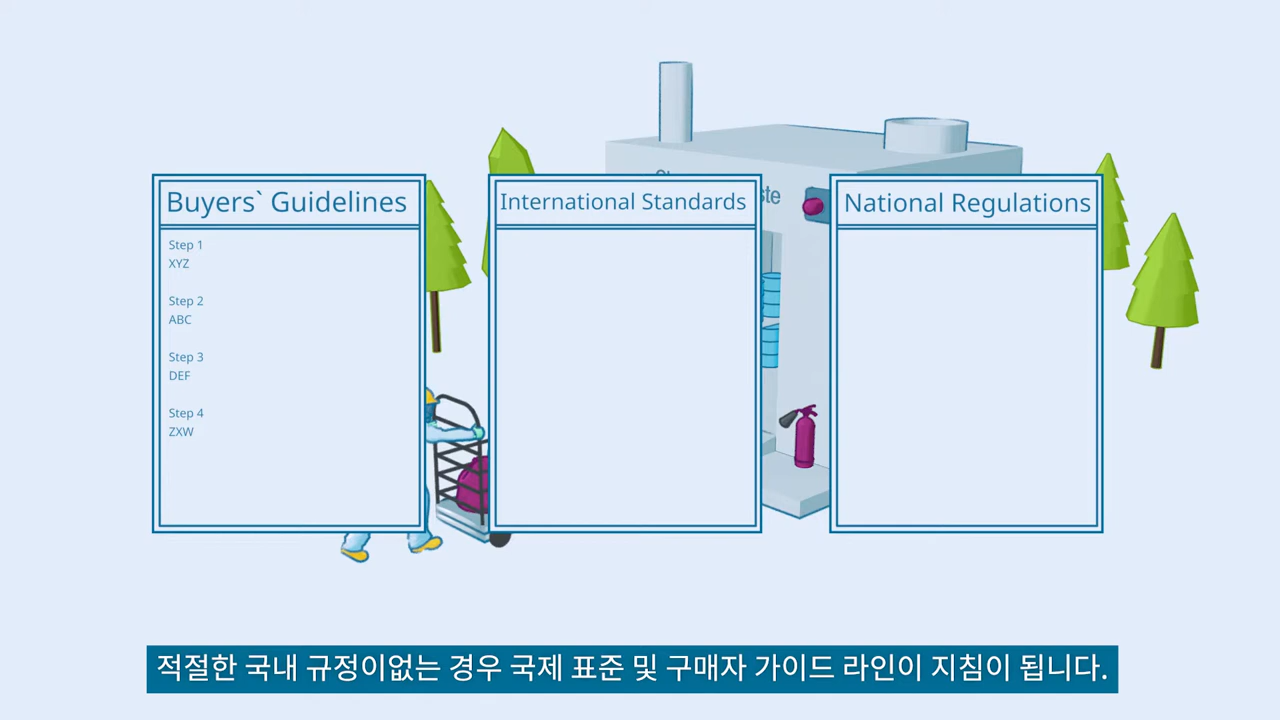 Buyers` Guidelines
Step 1
XYZ
Step 2
ABC
Step 3
DEF
Step 4
ZXW
International Standards
National Regulations
적절한 국내 규정이없는 경우 국제 표준 및 구매자 가이드 라인이 지침이 됩니다.